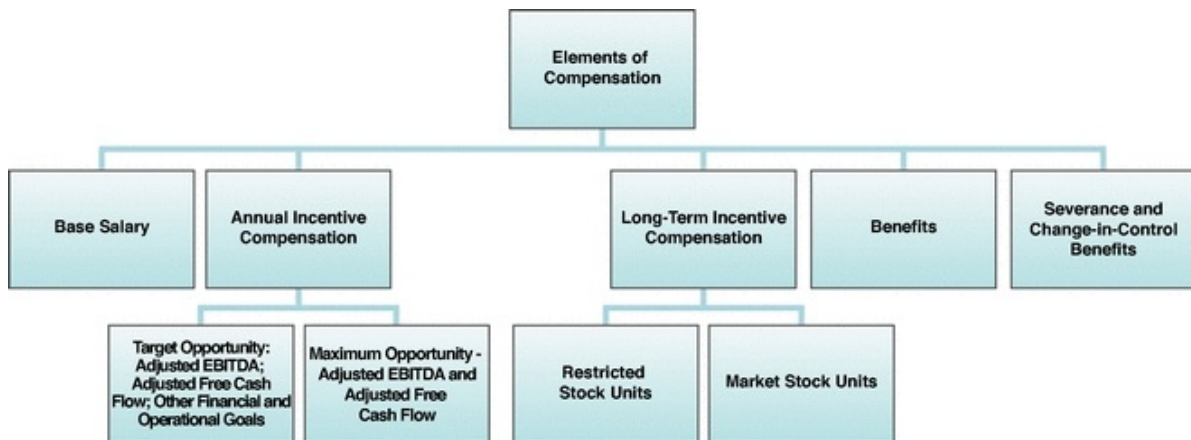 Elements of
Compensation
Base Salary
Annual Incentive
Compensation
Long-Term Incentive
Compensation
Benefits
Severance and
Change-in-Control
Benefits
Target Opportunity:
Adjusted EBITDA;
Adjusted Free Cash
Flow; Other Financial and
Operational Goals
Maximum Opportunity -
Adjusted EBITDA and
Adjusted Free
Cash Flow
Restricted
Stock Units
Market Stock Units